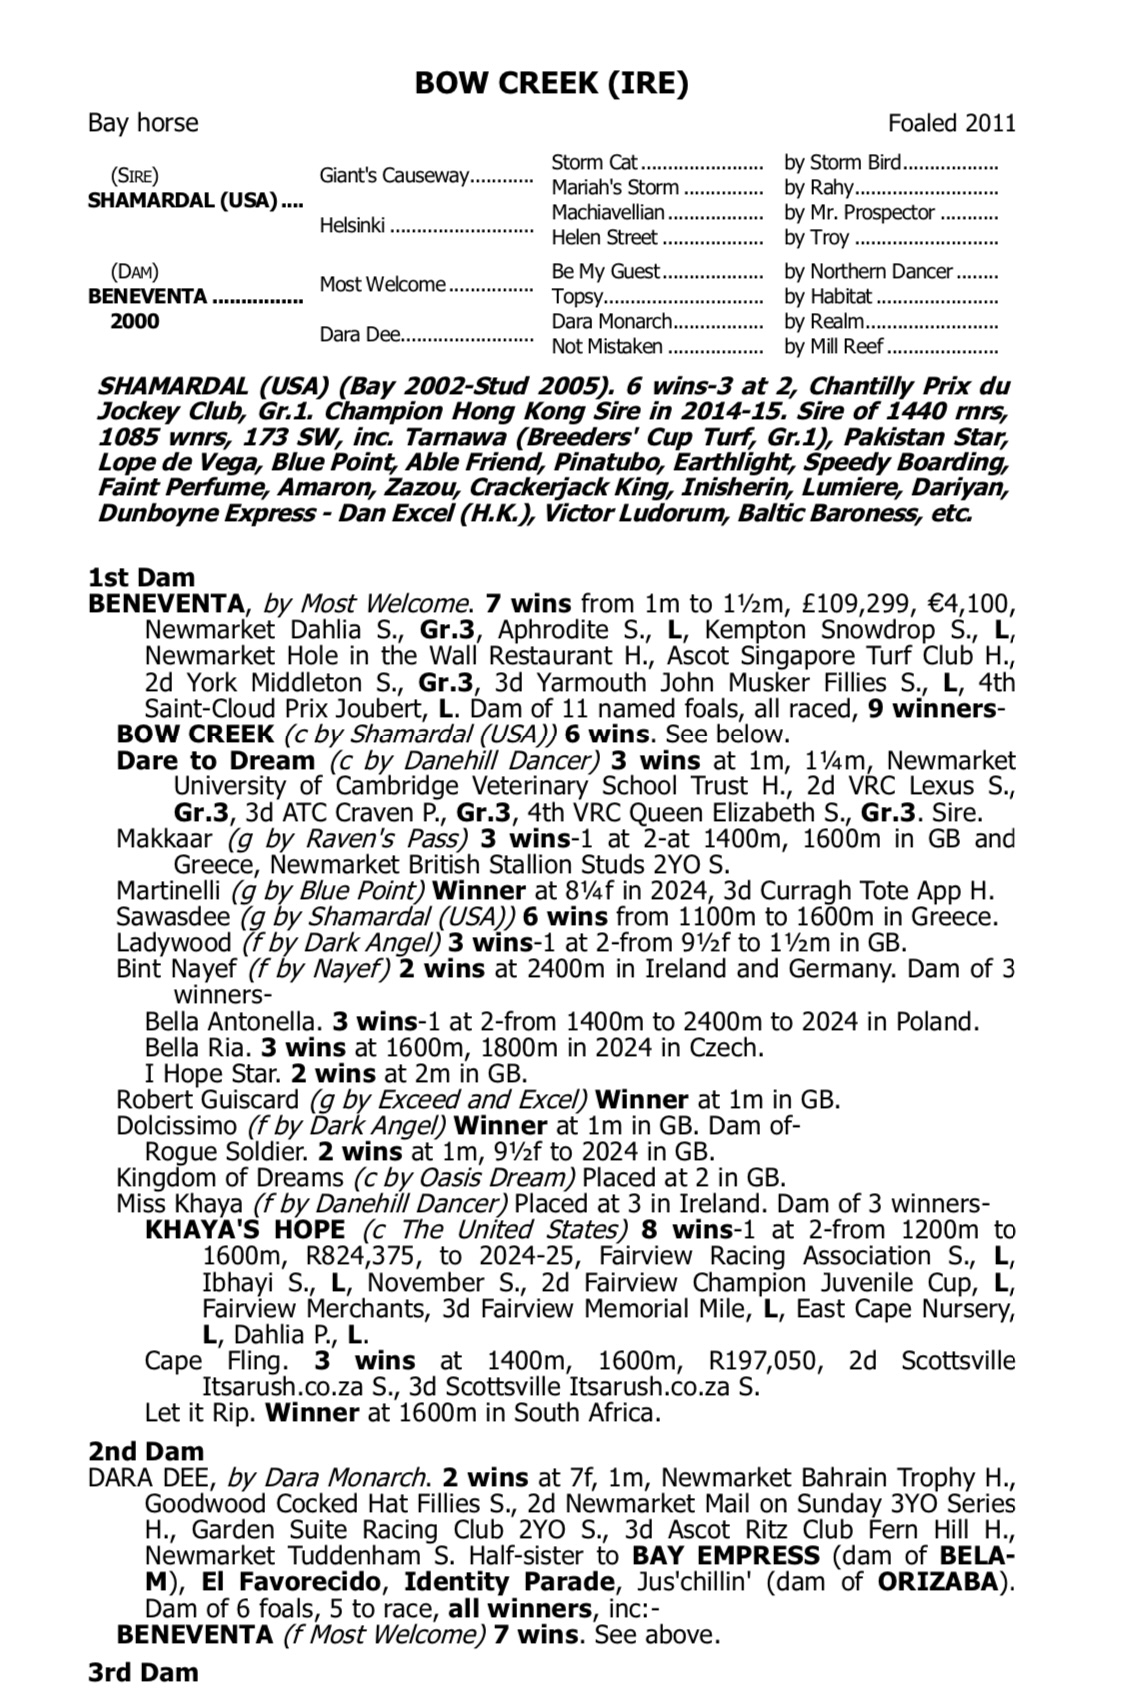 BOW CREEK (IRE)
Bay horse Foaled 2011
(SIRE)
SHAMARDAL (USA) ....
Giant's Causeway............
Helsinki ..........................
Storm Cat ...................... by Storm Bird.................
Mariah's Storm ............... by Rahy..........................
Machiavellian .................. by Mr. Prospector ...........
Helen Street ................... by Troy ..........................
(DAM)
BENEVENTA ................
2000
Most Welcome ................
Dara Dee.........................
Be My Guest................... by Northern Dancer ........
Topsy............................. by Habitat ......................
Dara Monarch................. by Realm.........................
Not Mistaken .................. by Mill Reef .....................
SHAMARDAL (USA) (Bay 2002-Stud 2005). 6 wins-3 at 2, Chantilly Prix du
Jockey Club, Gr.1. Champion Hong Kong Sire in 2014-15. Sire of 1440 rnrs,
1085 wnrs, 173 SW, inc. Tarnawa (Breeders' Cup Turf, Gr.1), Pakistan Star,
Lope de Vega, Blue Point, Able Friend, Pinatubo, Earthlight, Speedy Boarding,
Faint Perfume, Amaron, Zazou, Crackerjack King, Inisherin, Lumiere, Dariyan,
Dunboyne Express - Dan Excel (H.K.), Victor Ludorum, Baltic Baroness, etc.
1st Dam
BENEVENTA, by Most Welcome. 7 wins from 1m to 1½m, £109,299, €4,100,
Newmarket Dahlia S., Gr.3, Aphrodite S., L, Kempton Snowdrop S., L,
Newmarket Hole in the Wall Restaurant H., Ascot Singapore Turf Club H.,
2d York Middleton S., Gr.3, 3d Yarmouth John Musker Fillies S., L, 4th
Saint-Cloud Prix Joubert, L. Dam of 11 named foals, all raced, 9 winners-
BOW CREEK (c by Shamardal (USA)) 6 wins. See below.
Dare to Dream (c by Danehill Dancer) 3 wins at 1m, 1¼m, Newmarket
University of Cambridge Veterinary School Trust H., 2d VRC Lexus S.,
Gr.3, 3d ATC Craven P., Gr.3, 4th VRC Queen Elizabeth S., Gr.3. Sire.
Makkaar (g by Raven's Pass) 3 wins-1 at 2-at 1400m, 1600m in GB and
Greece, Newmarket British Stallion Studs 2YO S.
Martinelli (g by Blue Point) Winner at 8¼f in 2024, 3d Curragh Tote App H.
Sawasdee (g by Shamardal (USA)) 6 wins from 1100m to 1600m in Greece.
Ladywood (f by Dark Angel) 3 wins-1 at 2-from 9½f to 1½m in GB.
Bint Nayef (f by Nayef) 2 wins at 2400m in Ireland and Germany. Dam of 3
winners-
Bella Antonella. 3 wins-1 at 2-from 1400m to 2400m to 2024 in Poland.
Bella Ria. 3 wins at 1600m, 1800m in 2024 in Czech.
I Hope Star. 2 wins at 2m in GB.
Robert Guiscard (g by Exceed and Excel) Winner at 1m in GB.
Dolcissimo (f by Dark Angel) Winner at 1m in GB. Dam of-
Rogue Soldier. 2 wins at 1m, 9½f to 2024 in GB.
Kingdom of Dreams (c by Oasis Dream) Placed at 2 in GB.
Miss Khaya (f by Danehill Dancer) Placed at 3 in Ireland. Dam of 3 winners-
KHAYA'S HOPE (c The United States) 8 wins-1 at 2-from 1200m to
1600m, R824,375, to 2024-25, Fairview Racing Association S., L,
Ibhayi S., L, November S., 2d Fairview Champion Juvenile Cup, L,
Fairview Merchants, 3d Fairview Memorial Mile, L, East Cape Nursery,
L, Dahlia P., L.
Cape Fling. 3 wins at 1400m, 1600m, R197,050, 2d Scottsville
Itsarush.co.za S., 3d Scottsville Itsarush.co.za S.
Let it Rip. Winner at 1600m in South Africa.
2nd Dam
DARA DEE, by Dara Monarch. 2 wins at 7f, 1m, Newmarket Bahrain Trophy H.,
Goodwood Cocked Hat Fillies S., 2d Newmarket Mail on Sunday 3YO Series
H., Garden Suite Racing Club 2YO S., 3d Ascot Ritz Club Fern Hill H.,
Newmarket Tuddenham S. Half-sister to BAY EMPRESS (dam of BELA-
M), El Favorecido, Identity Parade, Jus'chillin' (dam of ORIZABA).
Dam of 6 foals, 5 to race, all winners, inc:-
BENEVENTA (f Most Welcome) 7 wins. See above.
3rd Dam